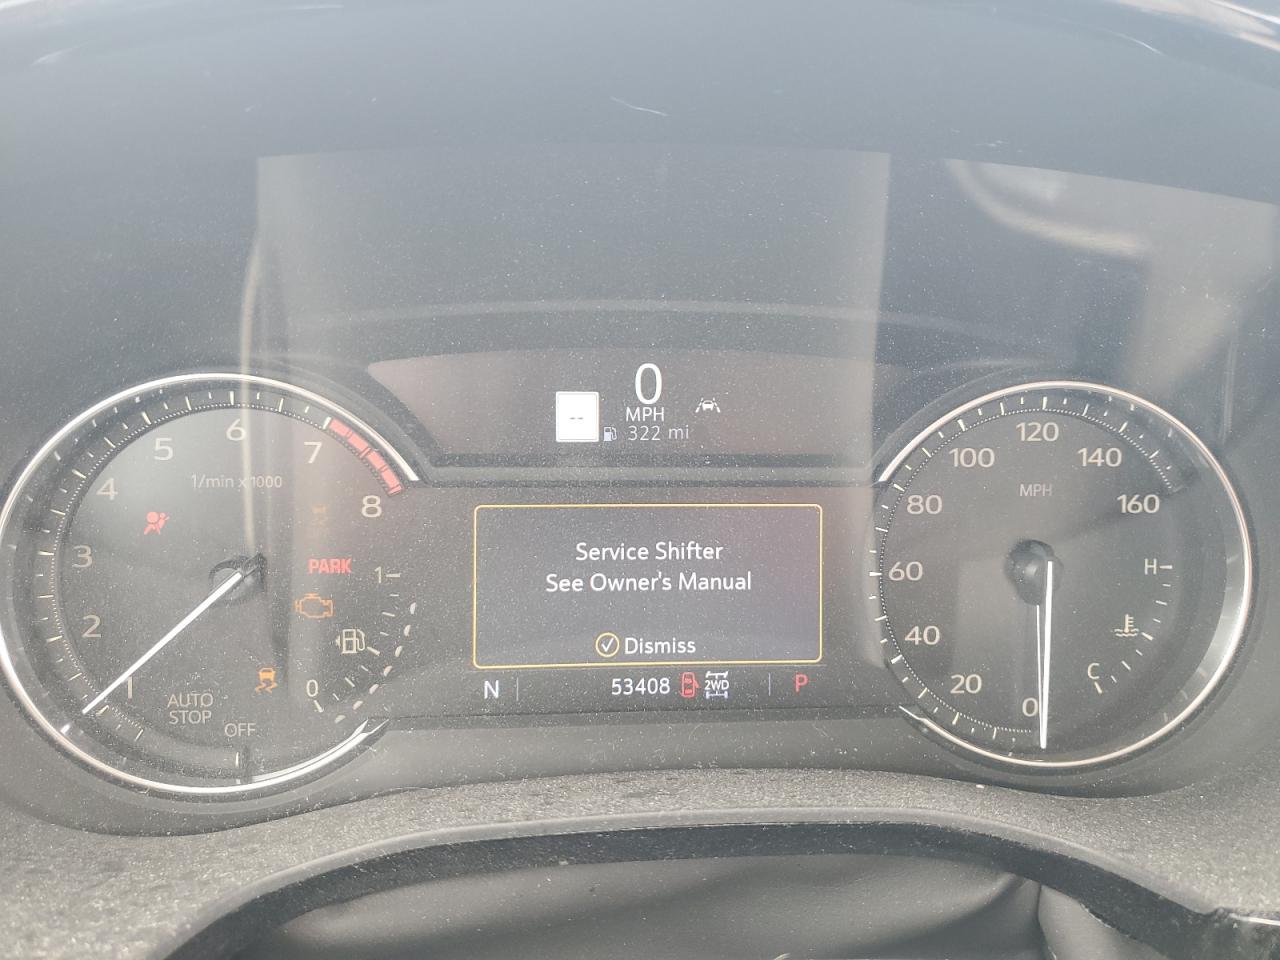 0
MPH
--
322 mi
1/min x 1000
1
2
3
4
5
6
7
8
PARK
1
0
AUTO
STOP
OFF
Service Shifter
See Owner's Manual
Dismiss
N
53408
2WD
P
MPH
0
20
40
60
80
100
120
140
160
H
C